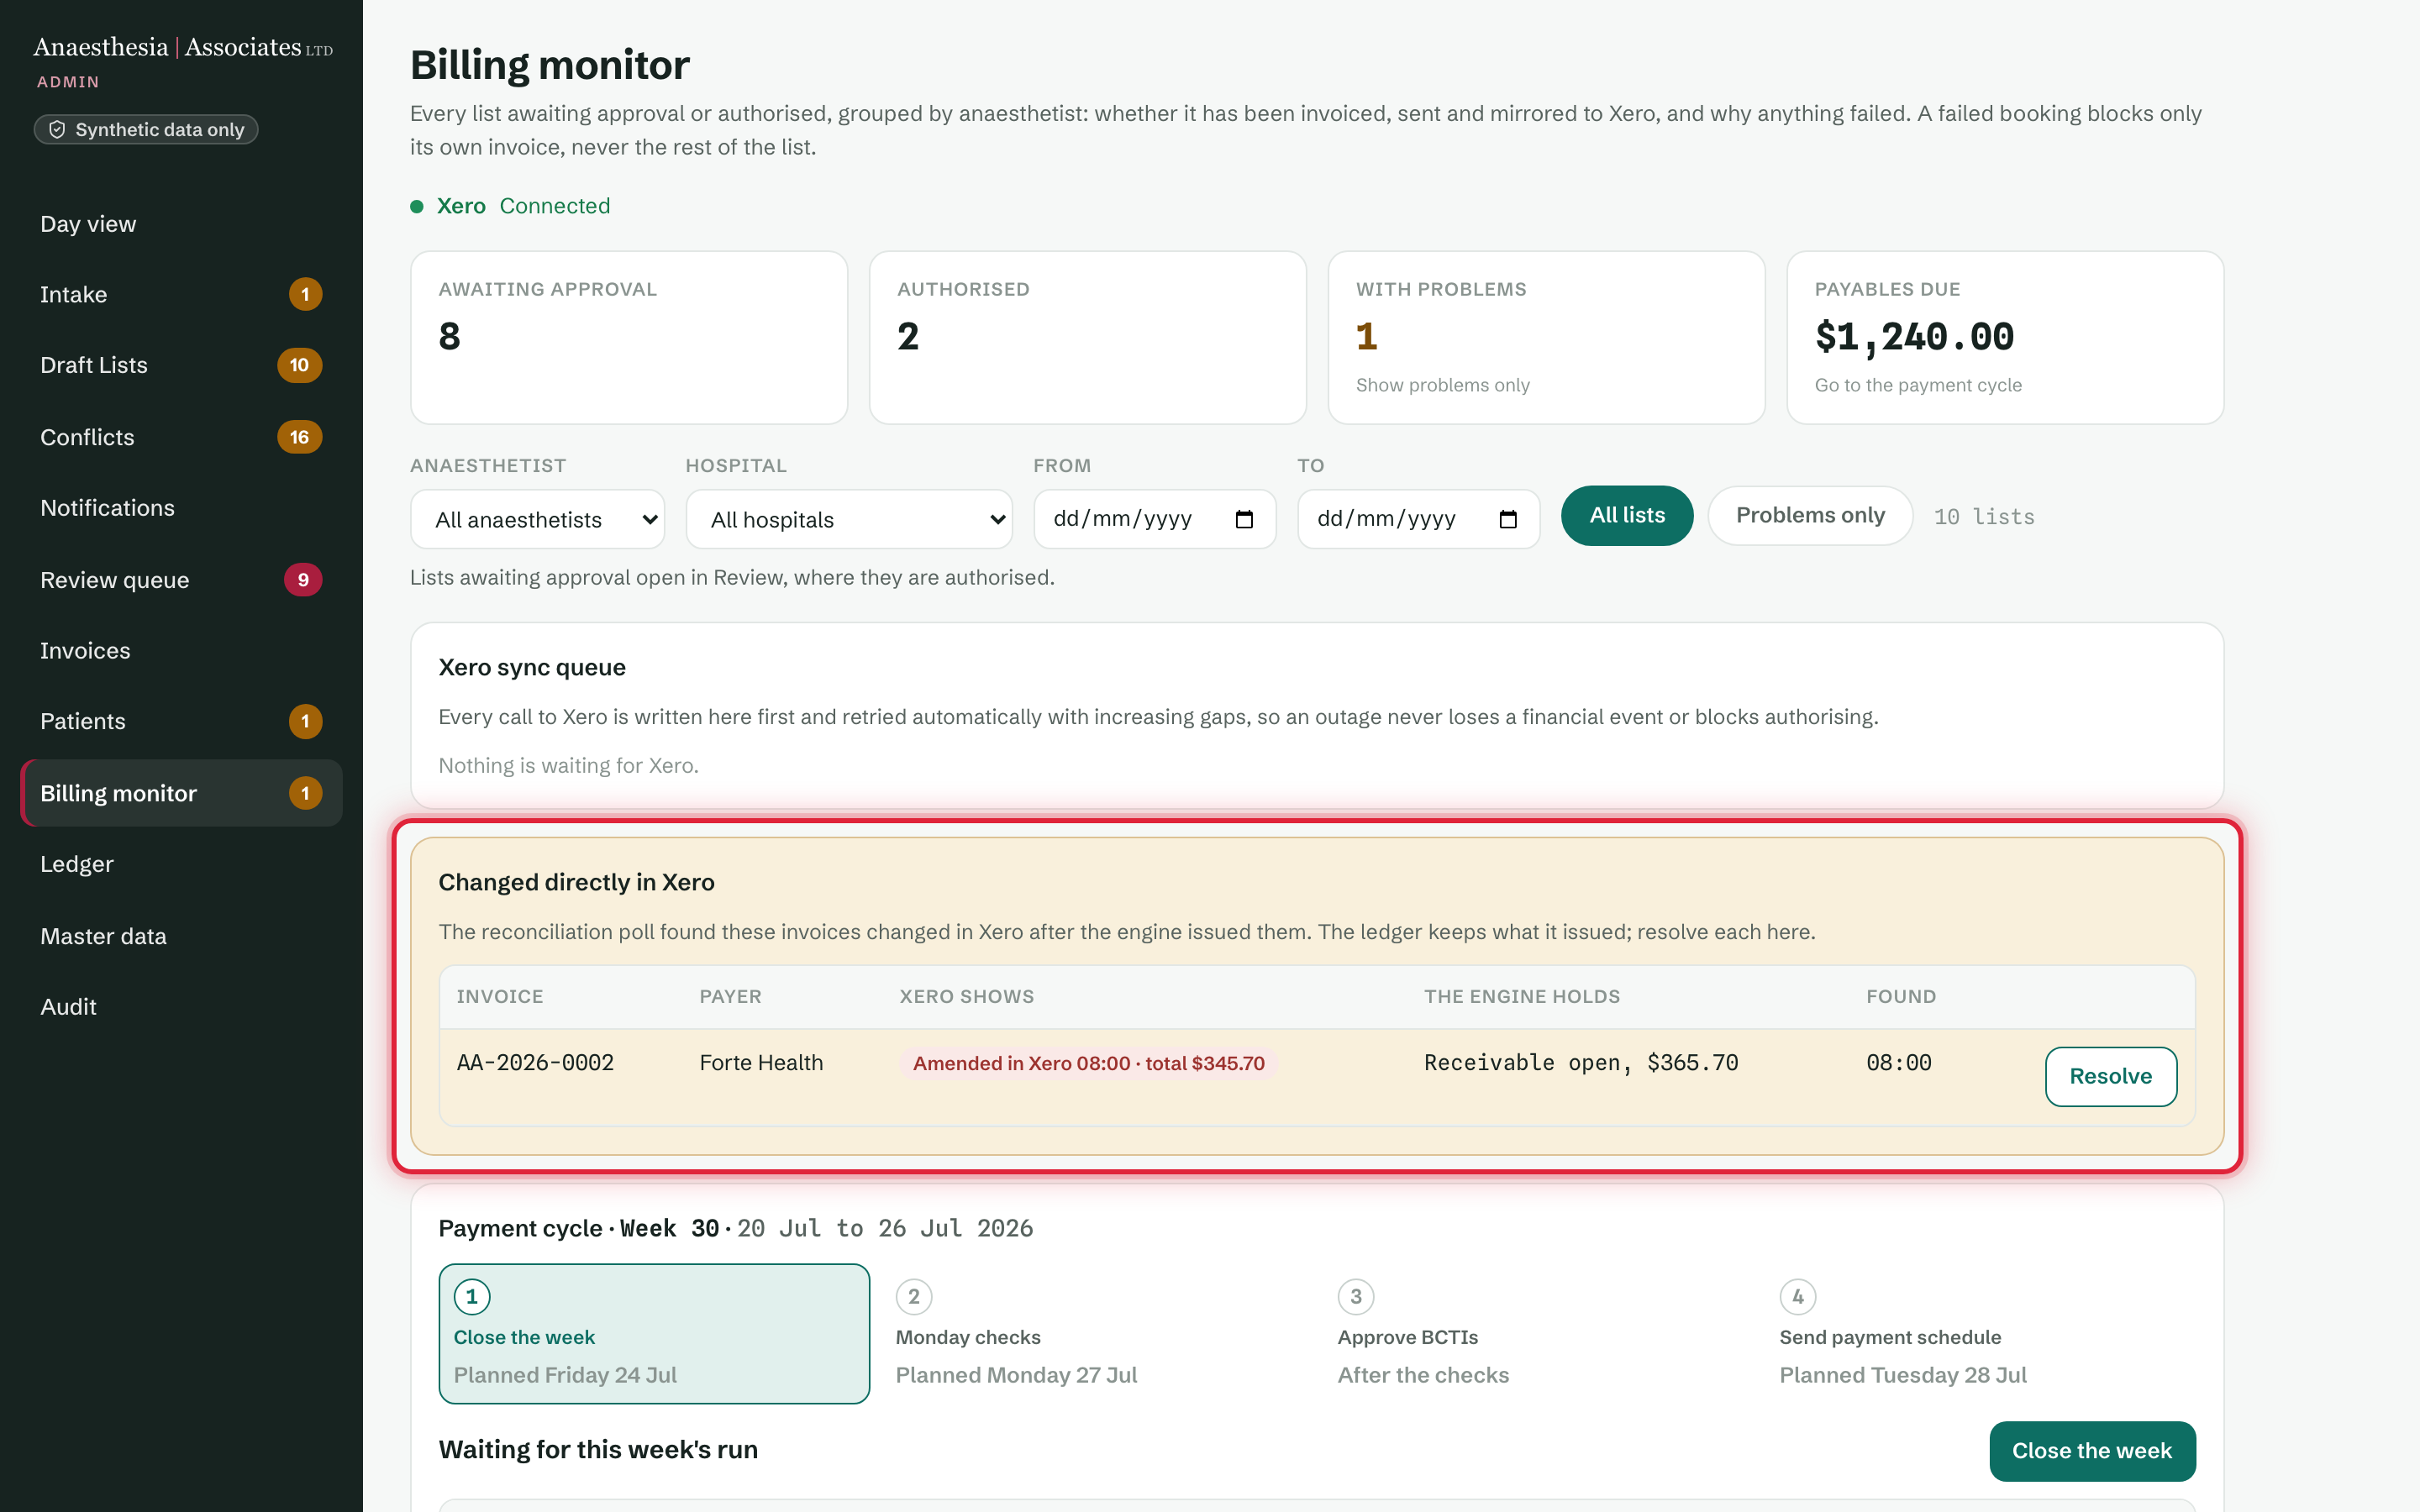 Anaesthesia | Associates LTD
ADMIN
Synthetic data only
Day view
Intake 1
Draft Lists 10
Conflicts 16
Notifications
Review queue 9
Invoices
Patients 1
Billing monitor 1
Ledger
Master data
Audit
Billing monitor
Every list awaiting approval or authorised, grouped by anaesthetist: whether it has been invoiced, sent and mirrored to Xero, and why anything failed. A failed booking blocks only
its own invoice, never the rest of the list.
Xero Connected
AWAITING APPROVAL
8
AUTHORISED
2
WITH PROBLEMS
1
Show problems only
PAYABLES DUE
$1,240.00
Go to the payment cycle
ANAESTHETIST HOSPITAL FROM TO
All anaesthetists All hospitals dd/mm/yyyy dd/mm/yyyy All lists Problems only 10 lists
Lists awaiting approval open in Review, where they are authorised.
Xero sync queue
Every call to Xero is written here first and retried automatically with increasing gaps, so an outage never loses a financial event or blocks authorising.
Nothing is waiting for Xero.
Changed directly in Xero
The reconciliation poll found these invoices changed in Xero after the engine issued them. The ledger keeps what it issued; resolve each here.
INVOICE PAYER XERO SHOWS THE ENGINE HOLDS FOUND
AA-2026-0002 Forte Health Amended in Xero 08:00 · total $345.70 Receivable open, $365.70 08:00 Resolve
Payment cycle · Week 30 · 20 Jul to 26 Jul 2026
1
Close the week
Planned Friday 24 Jul
2
Monday checks
Planned Monday 27 Jul
3
Approve BCTIs
After the checks
4
Send payment schedule
Planned Tuesday 28 Jul
Waiting for this week's run Close the week